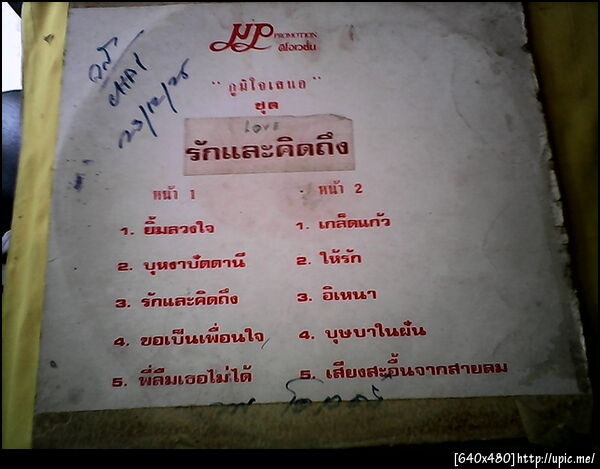 MP PROMOTION
ดีโอเวชั่น
" ภูมิใจเสนอ "
ชุด
LOVE
รักและคิดถึง
CHAY
23/12/25
หน้า 1
1. ยิ้มลวงใจ
2. บุหงาปัตตานี
3. รักและคิดถึง
4. ขอเป็นเพื่อนใจ
5. พี่ลืมเธอไม่ได้
หน้า 2
1. เกล็ดแก้ว
2. ให้รัก
3. อิเหนา
4. บุษบาในฝัน
5. เสียงสะอื้นจากสายลม
[640x480]http://upic.me/